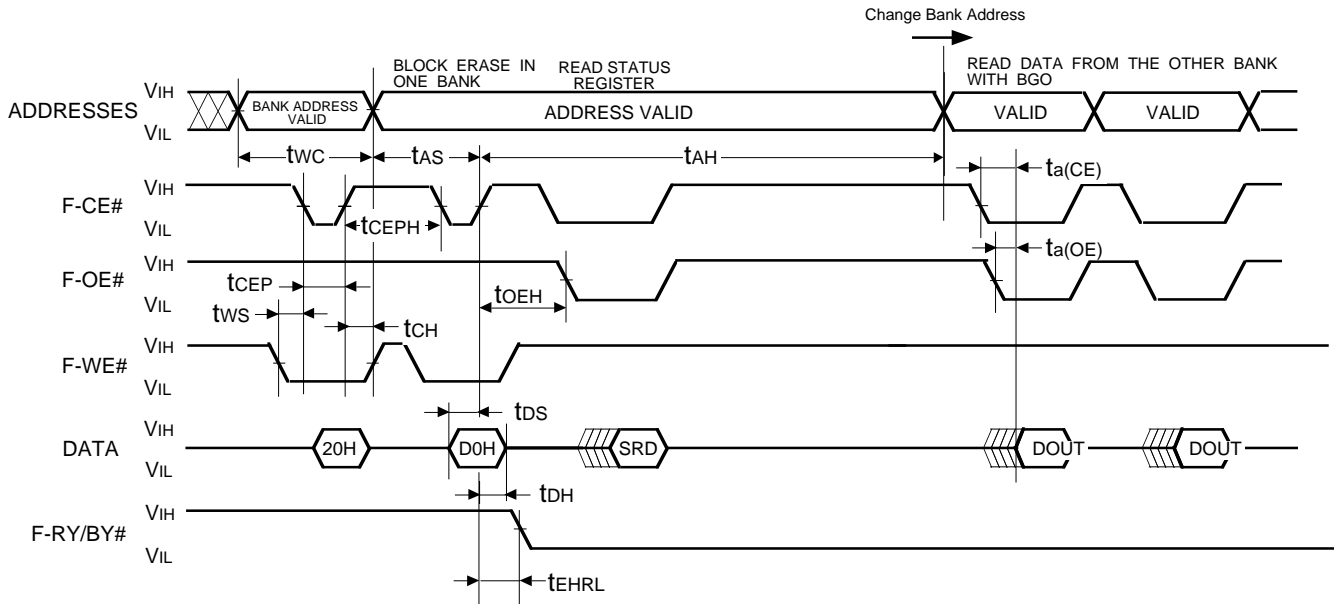 Change Bank Address
BLOCK ERASE IN
ONE BANK
READ STATUS
REGISTER
READ DATA FROM THE OTHER BANK
WITH BGO
ADDRESSES
VIH
VIL
BANK ADDRESS
VALID
ADDRESS VALID
VALID
VALID
tWC
tAS
tAH
ta(CE)
F-CE#
VIH
VIL
tCEPH
ta(OE)
F-OE#
VIH
VIL
tCEP
tOEH
tWS
tCH
F-WE#
VIH
VIL
tDS
DATA
VIH
VIL
20H
D0H
SRD
DOUT
DOUT
tDH
F-RY/BY#
VIH
VIL
tEHRL